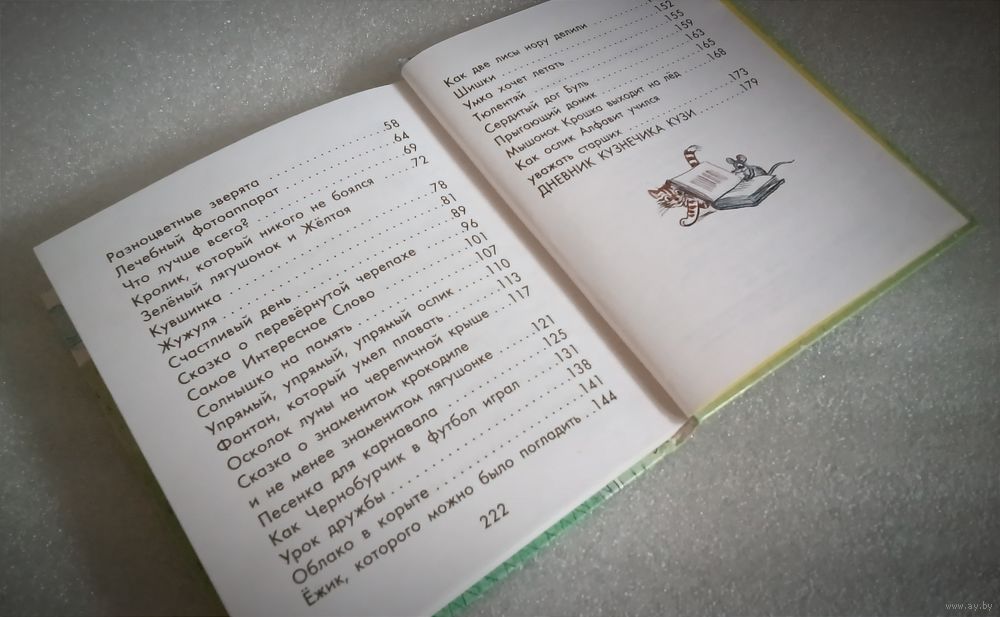 Разноцветные зверята . . . . . . . . . . 58
Лечебный фотоаппарат . . . . . . . . . . 64
Что лучше всего? . . . . . . . . . . 69
Кролик, который никого не боялся . . . 72
Зелёный лягушонок и Жёлтая
Кувшинка . . . . . . . . . . 78
Жужуля . . . . . . . . . . 81
Счастливый день . . . . . . . . . . 89
Сказка о перевёрнутой черепахе . . . . 96
Самое Интересное Слово . . . . . . . . 101
Солнышко на память . . . . . . . . . . 107
Упрямый, упрямый ослик . . . . . . . . 110
Фонтан, который умел плавать . . . . . 113
Осколок луны на черепичной крыше . . 117
Сказка о знаменитом крокодиле
и не менее знаменитом лягушонке . . . 121
Песенка для карнавала . . . . . . . . . 125
Как Чернобурчик в футбол играл . . . . 131
Урок дружбы . . . . . . . . . . 138
Облако в корыте . . . . . . . . . . 141
Ёжик, которого можно было погладить . . 144
222
Как две лисы нору делили
Шишки . . . . . . . . . . 152
Умка хочет летать . . . . . . . . . . 155
Тюлентяй . . . . . . . . . . 159
Сердитый дог Буль . . . . . . . . . . 163
Прыгающий домик . . . . . . . . . . 165
Мышонок Крошка выходит на лёд . . . 168
Как ослик Алфавит учился
уважать старших . . . . . . . . . . 173
ДНЕВНИК КУЗНЕЧИКА КУЗИ . . . . . 179
www.ay.by